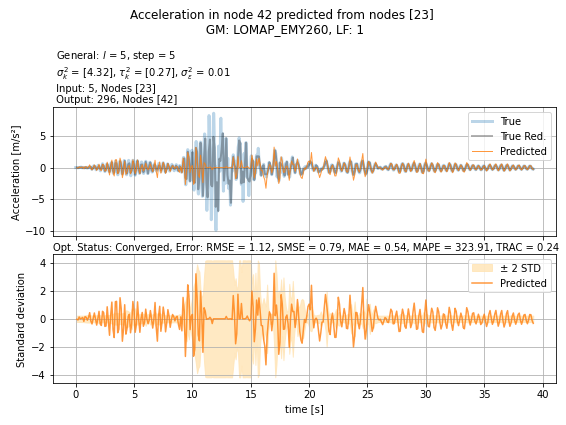 Acceleration in node 42 predicted from nodes [23]
GM: LOMAP_EMY260, LF: 1
General: l = 5, step = 5
σ²ₖ = [4.32], τ²ₖ = [0.27], σ²ε = 0.01
Input: 5, Nodes [23]
Output: 296, Nodes [42]
Acceleration [m/s²]
5
0
−5
−10
True
True Red.
Predicted
Opt. Status: Converged, Error: RMSE = 1.12, SMSE = 0.79, MAE = 0.54, MAPE = 323.91, TRAC = 0.24
Standard deviation
4
2
0
−2
−4
± 2 STD
Predicted
0 5 10 15 20 25 30 35 40
time [s]